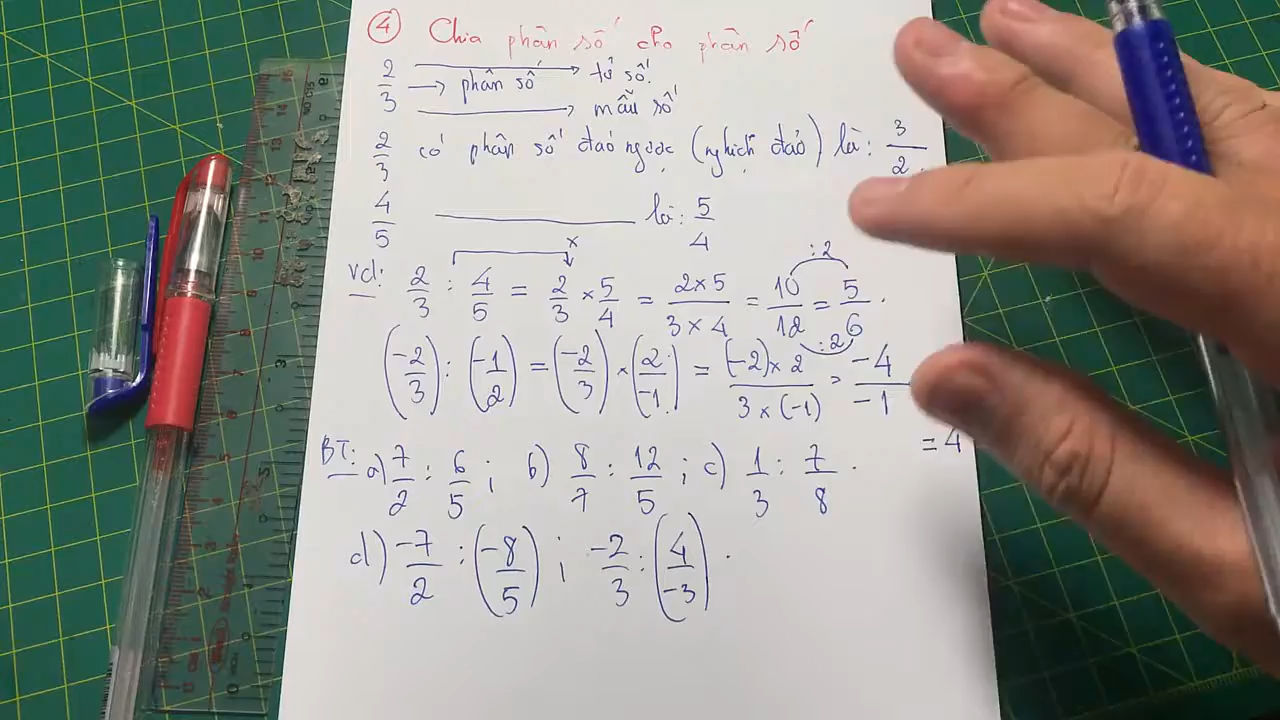 ④ Chia phân số cho phân số
2/3 → tử số. → phân số → mẫu số
2/3 có phân số đảo ngược (nghịch đảo) là: 3/2.
4/5 ——— là: 5/4
Vd: 2/3 : 4/5 = 2/3 × 5/4 = 2×5/3×4 = 10/12 = 5/6 . × :2 :2
(-2/3) : (-1/2) = (-2/3) × (2/-1) = (-2)×2/3×(-1) = -4/-1
= 4
BT: a) 7/2 : 6/5 ; b) 8/7 : 12/5 ; c) 1/3 : 7/8 .
d) -7/2 : (-8/5) ; -2/3 : (4/-3) .